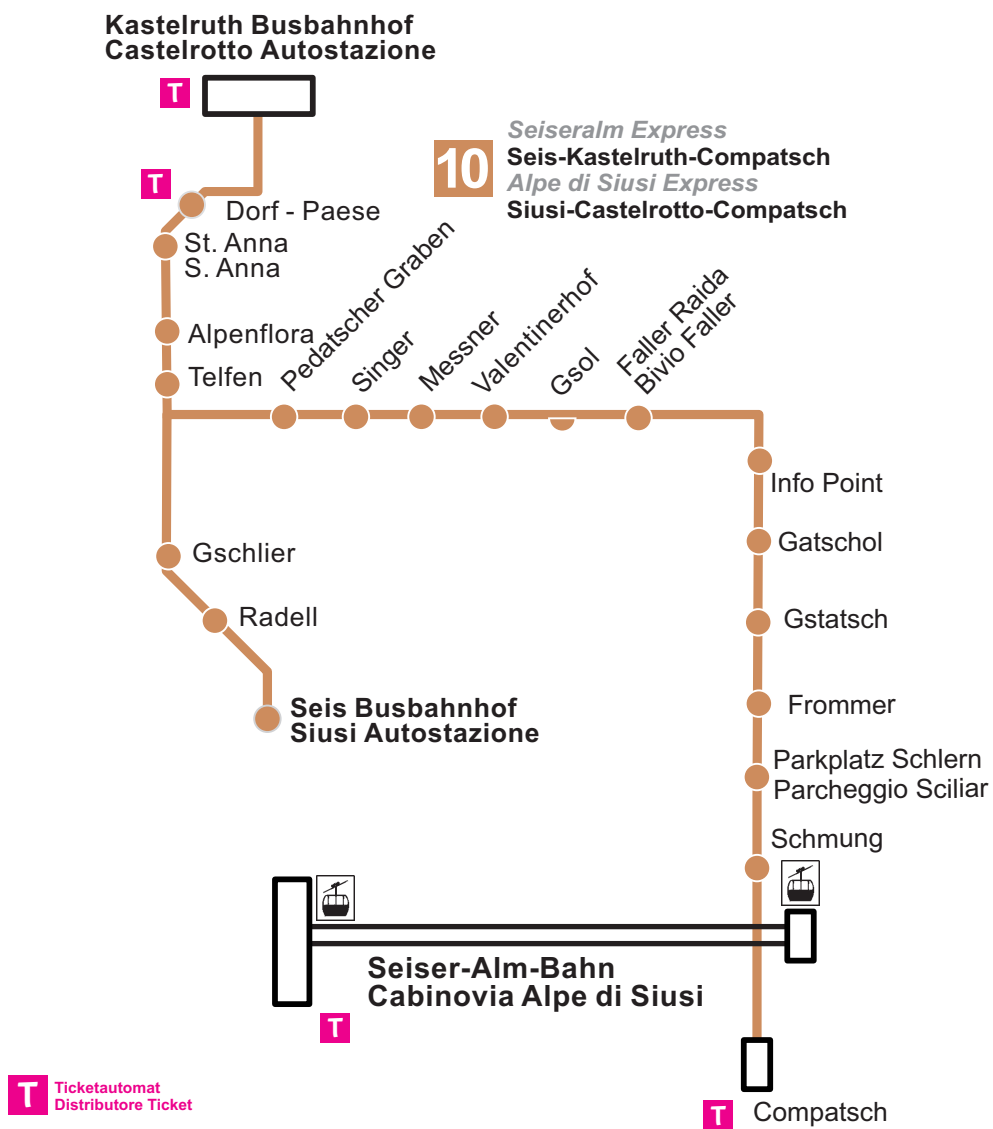 Kastelruth Busbahnhof
Castelrotto Autostazione
T
10
Seiseralm Express
Seis-Kastelruth-Compatsch
Alpe di Siusi Express
Siusi-Castelrotto-Compatsch
T
Dorf - Paese
St. Anna
S. Anna
Alpenflora
Telfen
Pedatscher Graben
Singer
Messner
Valentinerhof
Gsol
Faller Raida
Bivio Faller
Info Point
Gatschol
Gstatsch
Frommer
Parkplatz Schlern
Parcheggio Sciliar
Schmung
Gschlier
Radell
Seis Busbahnhof
Siusi Autostazione
Seiser-Alm-Bahn
Cabinovia Alpe di Siusi
T
T
Compatsch
T
Ticketautomat
Distributore Ticket